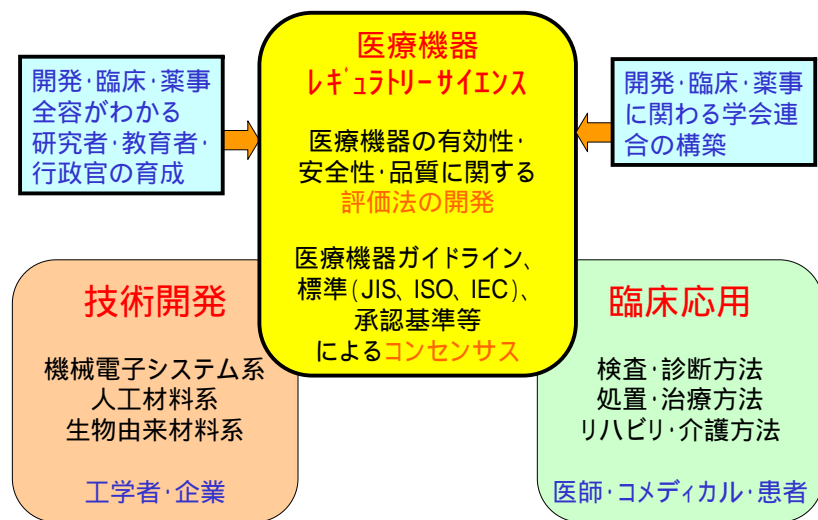 医療機器
レギュラトリーサイエンス
医療機器の有効性・
安全性・品質に関する
評価法の開発
医療機器ガイドライン、
標準(JIS、ISO、IEC)、
承認基準等
によるコンセンサス
開発・臨床・薬事
全容がわかる
研究者・教育者・
行政官の育成
開発・臨床・薬事
に関わる学会連
合の構築
技術開発
機械電子システム系
人工材料系
生物由来材料系
工学者・企業
臨床応用
検査・診断方法
処置・治療方法
リハビリ・介護方法
医師・コメディカル・患者